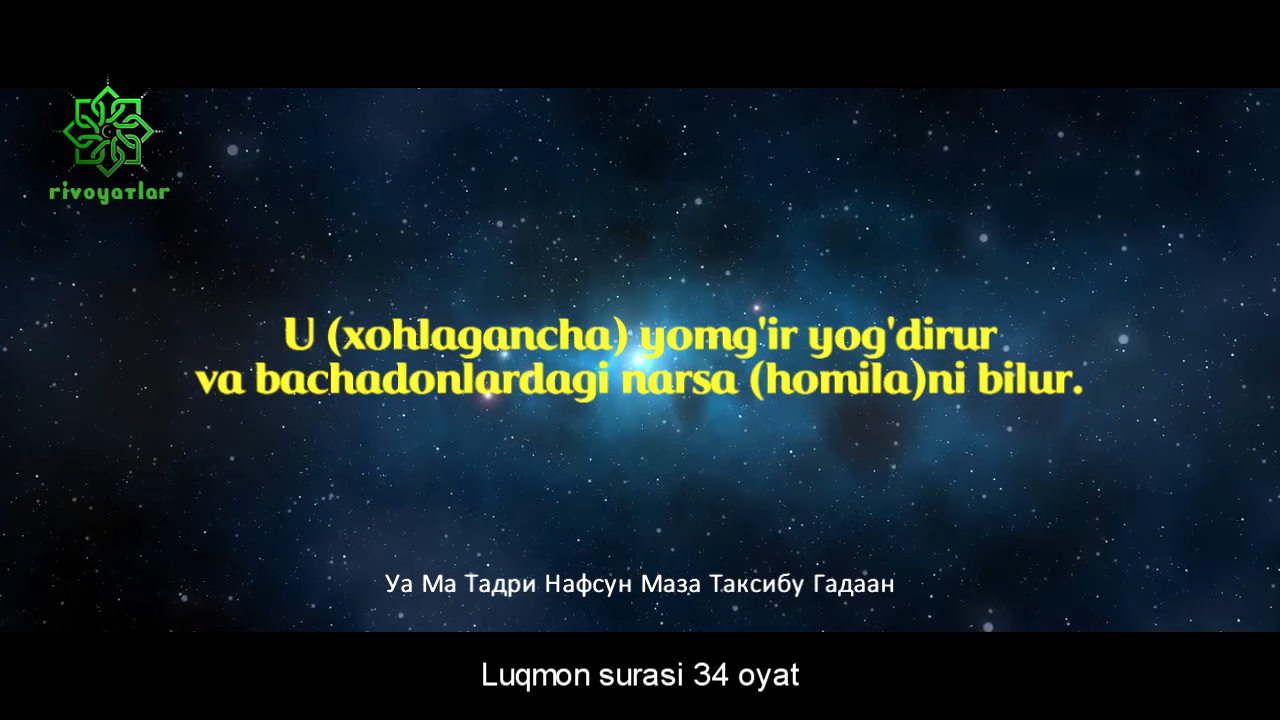 rivoyatlar
U (xohlagancha) yomg'ir yog'dirur
va bachadonlardagi narsa (homila)ni bilur.
Уа Ма Тадри Нафсун Маза Таксибу Гадаан
Luqmon surasi 34 oyat